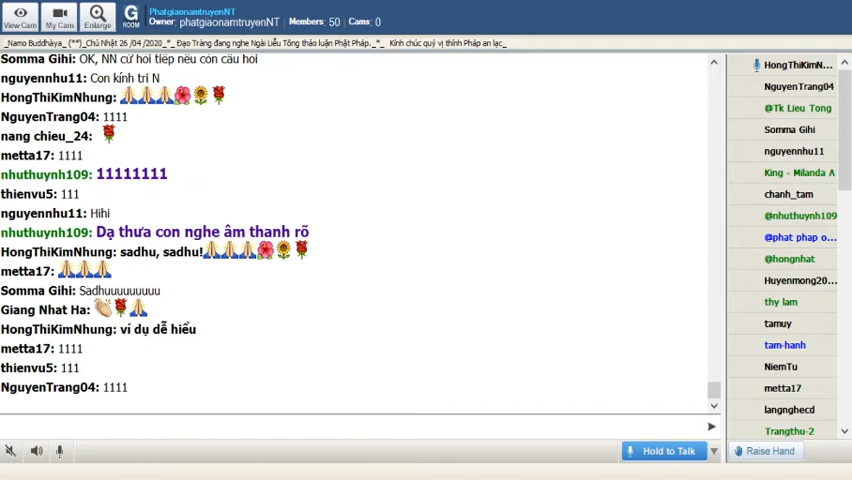 View Cam
My Cam
Enlarge
G
ROOM
PhatgiaonamtruyenNT
Owner: phatgiaonamtruyenNT Members: 50 Cams: 0
_Namo Buddhàya_ (**)_Chủ Nhật 26 /04 /2020_*_ Đạo Tràng đang nghe Ngài Liễu Tông thảo luận Phật Pháp._*_ Kính chúc quý vị thính Pháp an lạc_
Somma Gihi: OK, NN cứ hỏi tiếp nếu còn câu hỏi
nguyennhu11: Con kính tri N
HongThiKimNhung: 🙏🙏🙏🌺🌻🌹
NguyenTrang04: 1111
nang chieu_24: 🌹
metta17: 1111
nhuthuynh109: 11111111
thienvu5: 111
nguyennhu11: Hihi
nhuthuynh109: Dạ thưa con nghe âm thanh rõ
HongThiKimNhung: sadhu, sadhu!🙏🙏🙏🌺🌻🌹
metta17: 🙏🙏🙏
Somma Gihi: Sadhuuuuuuuuu
Giang Nhat Ha: 👏🌹🙏
HongThiKimNhung: ví dụ dễ hiểu
metta17: 1111
thienvu5: 111
NguyenTrang04: 1111
HongThiKimN...
NguyenTrang04
@Tk Lieu Tong
Somma Gihi
nguyennhu11
King - Milanda A
chanh_tam
@nhuthuynh109
@phat phap o...
@hongnhat
Huyenmong20...
thy lam
tamuy
tam-hanh
NiemTu
metta17
langnghecd
Trangthu-2
Hold to Talk
Raise Hand